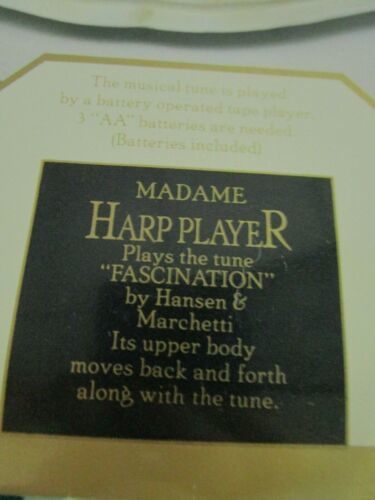 The musical tune is played
by a battery operated tape player.
3 "AA" batteries are needed.
(Batteries included)
MADAME
HARP PLAYER
Plays the tune
"FASCINATION"
by Hansen &
Marchetti
Its upper body
moves back and forth
along with the tune.